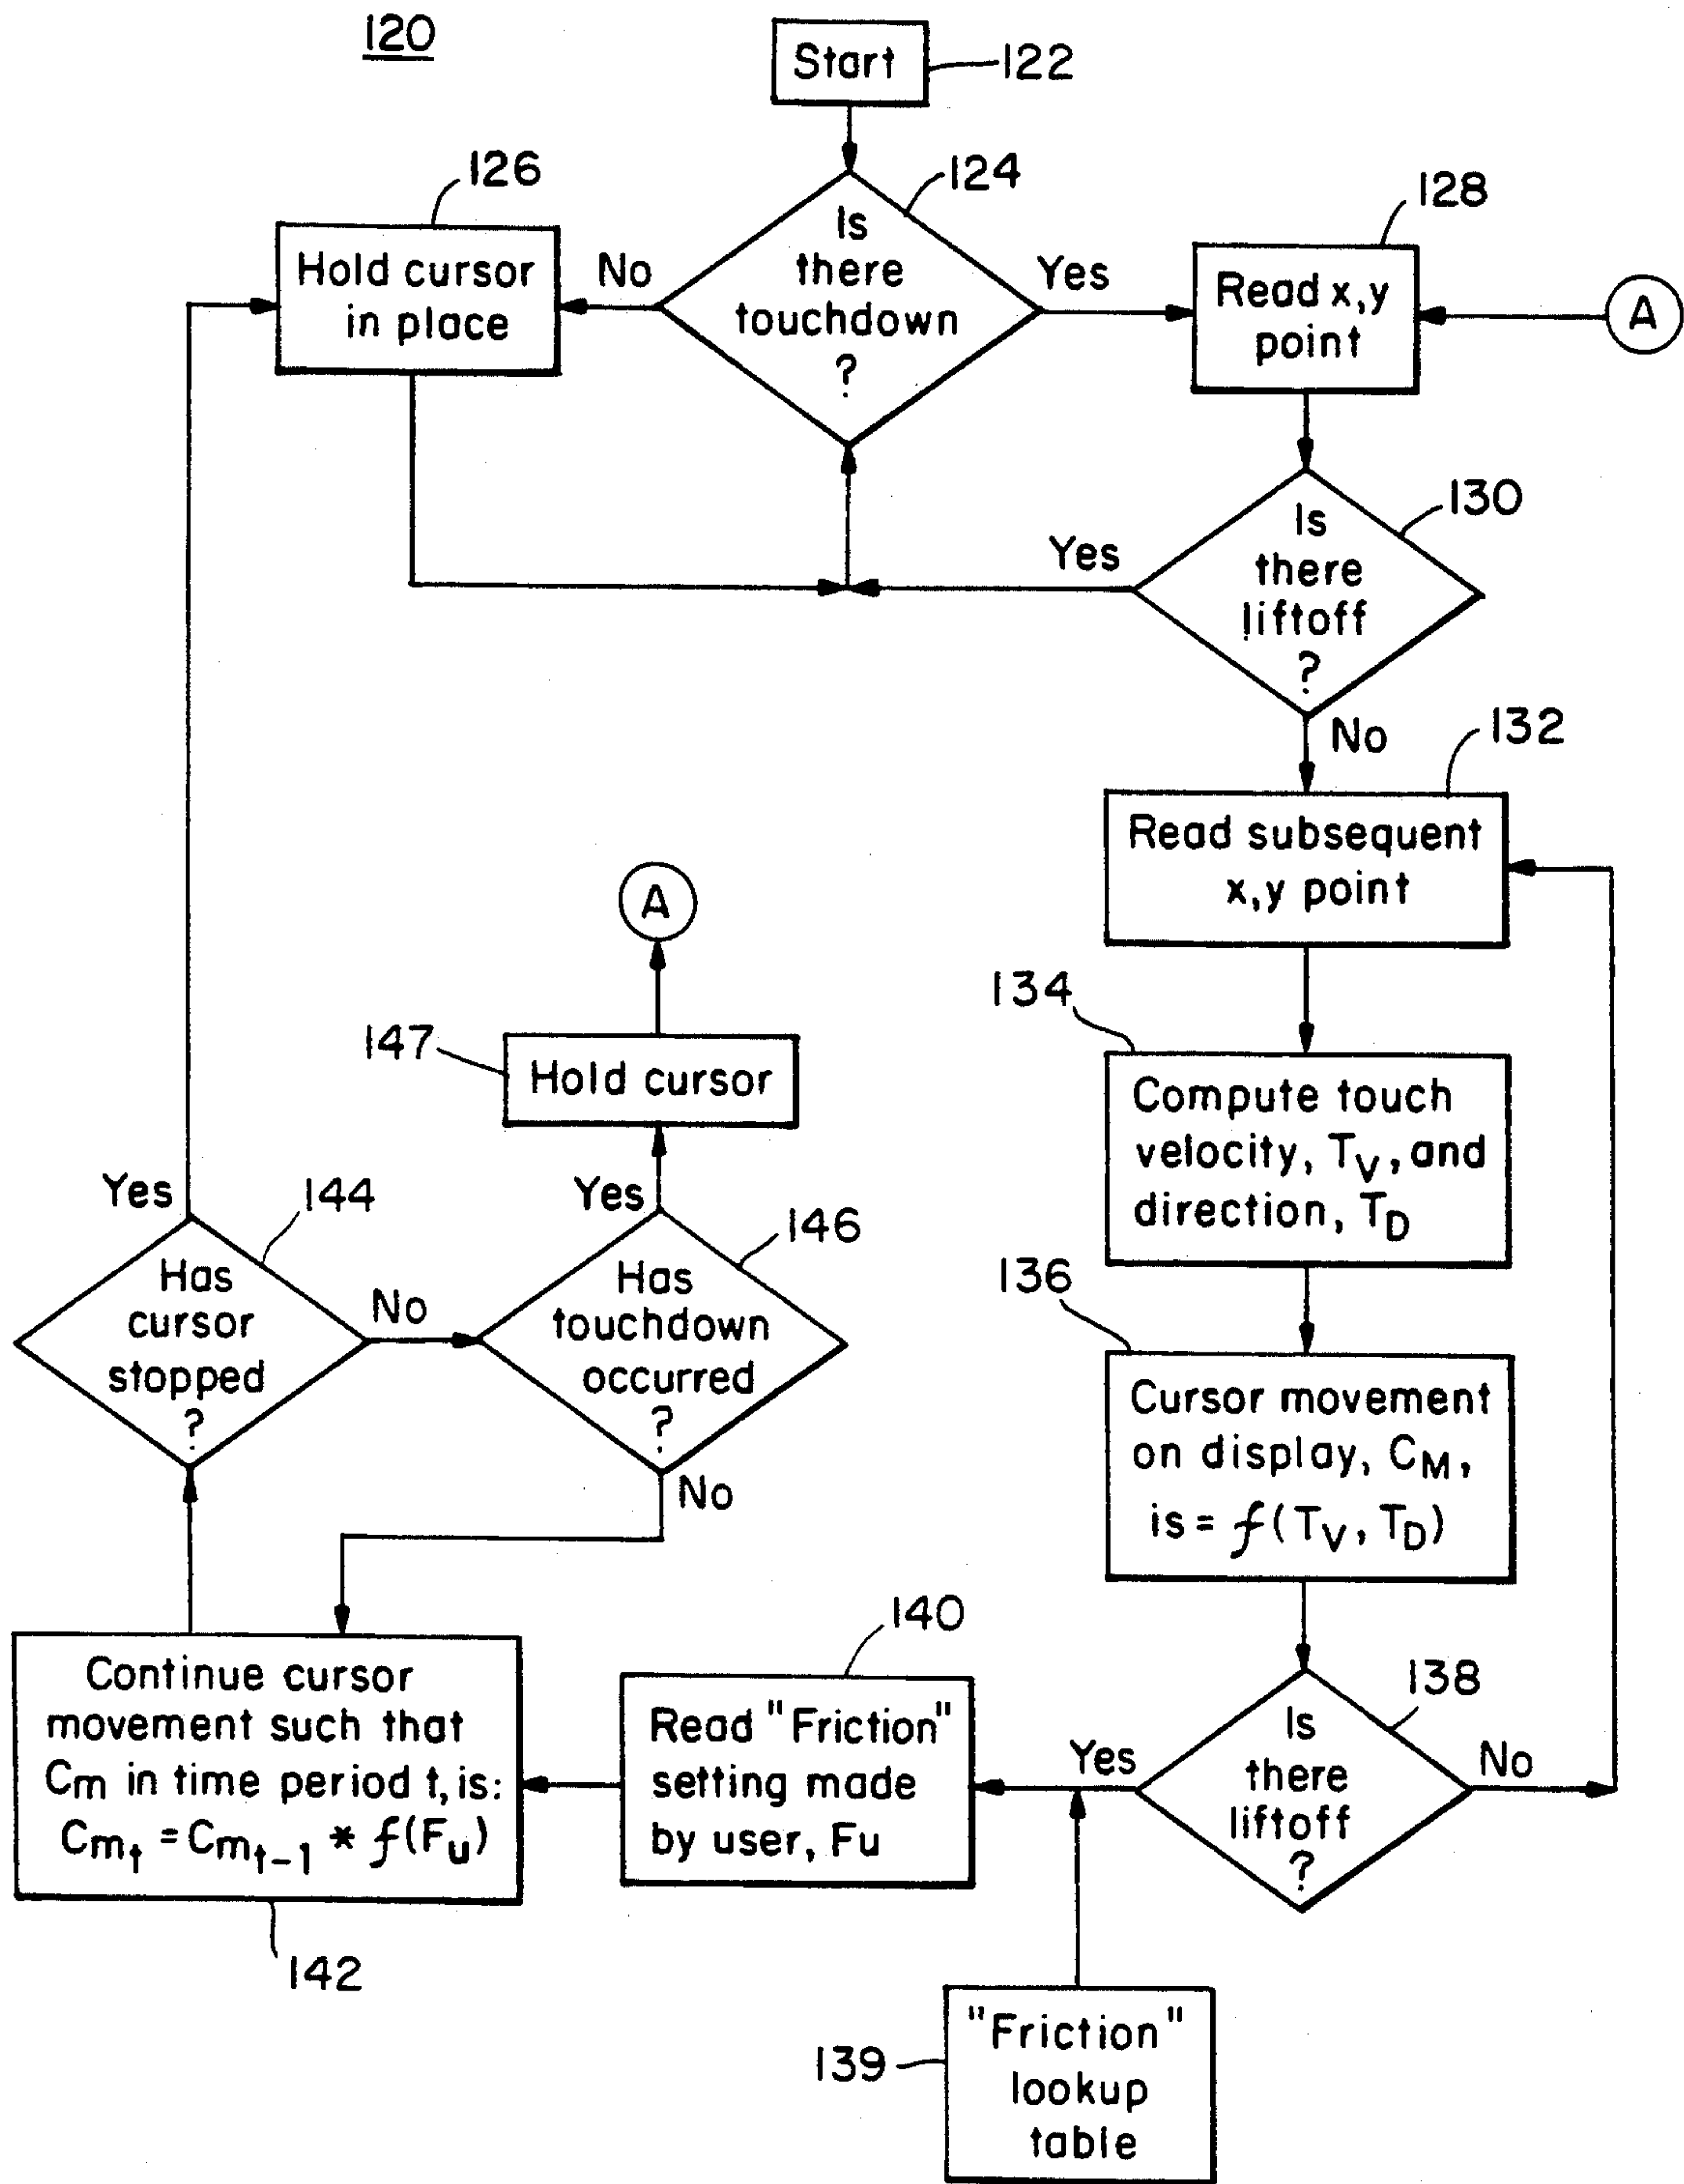 120
Start
122
124
Is
there
touchdown
?
126
Hold cursor
in place
No
Yes
128
Read x,y
point
A
130
Is
there
liftoff
?
Yes
No
132
Read subsequent
x,y point
134
Compute touch
velocity, T_V, and
direction, T_D
136
Cursor movement
on display, C_M,
is = f(T_V, T_D)
138
Is
there
liftoff
?
Yes
No
139
"Friction"
lookup
table
140
Read "Friction"
setting made
by user, Fu
Continue cursor
movement such that
Cm in time period t, is:
Cm_t = Cm_t-1 * f(F_u)
142
144
Has
cursor
stopped
?
Yes
No
146
Has
touchdown
occurred
?
Yes
No
147
Hold cursor
A